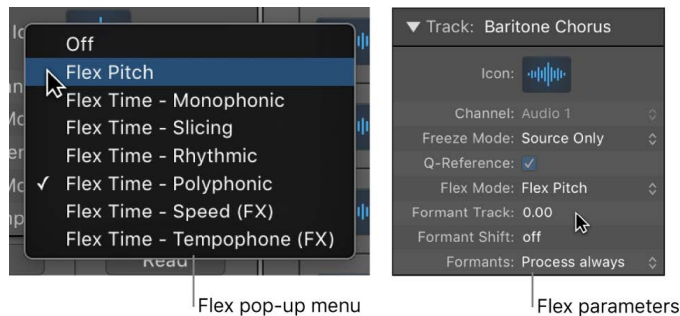 Off
Flex Pitch
Flex Time - Monophonic
Flex Time - Slicing
Flex Time - Rhythmic
✓ Flex Time - Polyphonic
Flex Time - Speed (FX)
Flex Time - Tempophone (FX)
Read
Flex pop-up menu
▼ Track: Baritone Chorus
Icon:
Channel: Audio 1
Freeze Mode: Source Only
Q-Reference: ✓
Flex Mode: Flex Pitch
Formant Track: 0.00
Formant Shift: off
Formants: Process always
Flex parameters